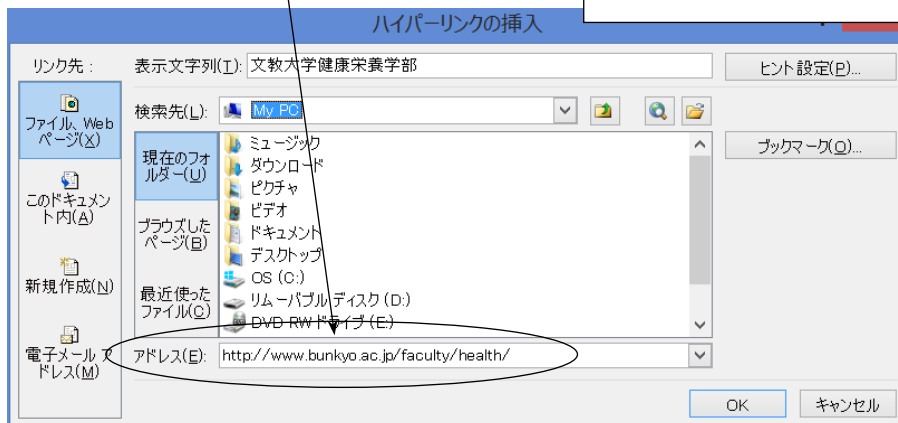 ハイパーリンクの挿入
リンク先：
表示文字列(T): 文教大学健康栄養学部
ヒント設定(P)...
ファイル、Web
ページ(X)
検索先(L): My PC
現在のフォ
ルダー(U)
ミュージック
ダウンロード
ピクチャ
ビデオ
ドキュメント
デスクトップ
OS (C:)
リムーバブル ディスク (D:)
DVD RW ドライブ (E:)
ブックマーク(O)...
このドキュメン
ト内(A)
ブラウズした
ページ(B)
新規作成(N)
最近使った
ファイル(C)
電子メール ア
ドレス(M)
アドレス(E): http://www.bunkyo.ac.jp/faculty/health/
OK
キャンセル